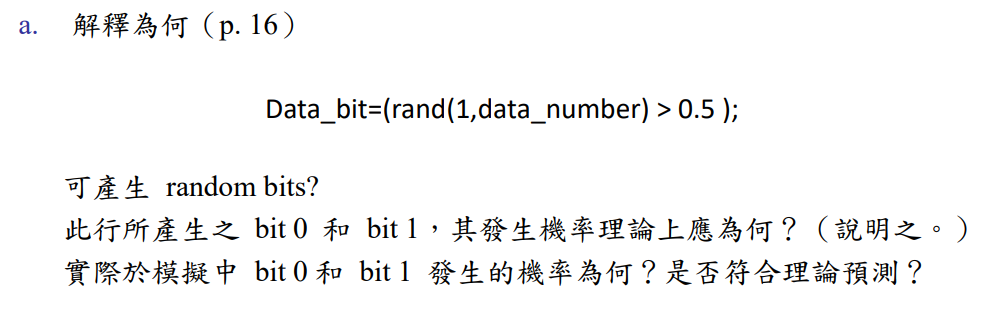 a. 解釋為何（p. 16）
Data_bit=(rand(1,data_number) > 0.5 );
可產生 random bits?
此行所產生之 bit 0 和 bit 1，其發生機率理論上應為何？（說明之。）
實際於模擬中 bit 0 和 bit 1 發生的機率為何？是否符合理論預測？